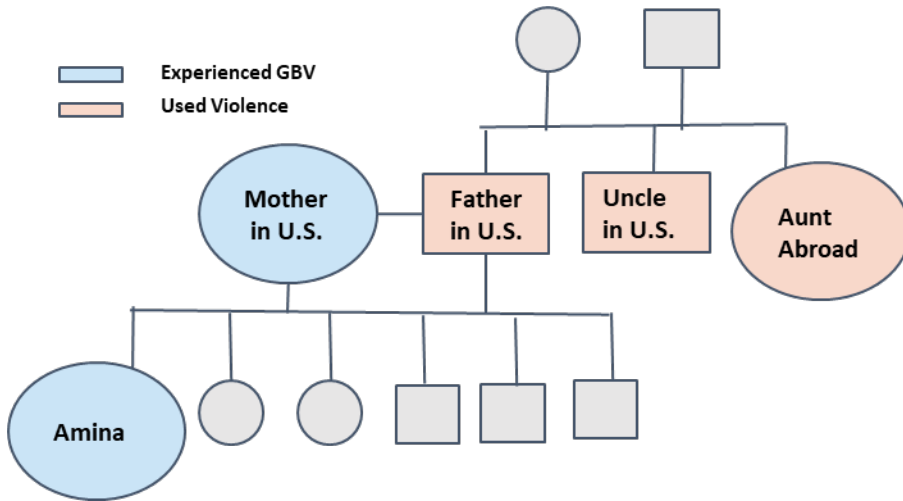 Experienced GBV
Used Violence
Mother
in U.S.
Father
in U.S.
Uncle
in U.S.
Aunt
Abroad
Amina